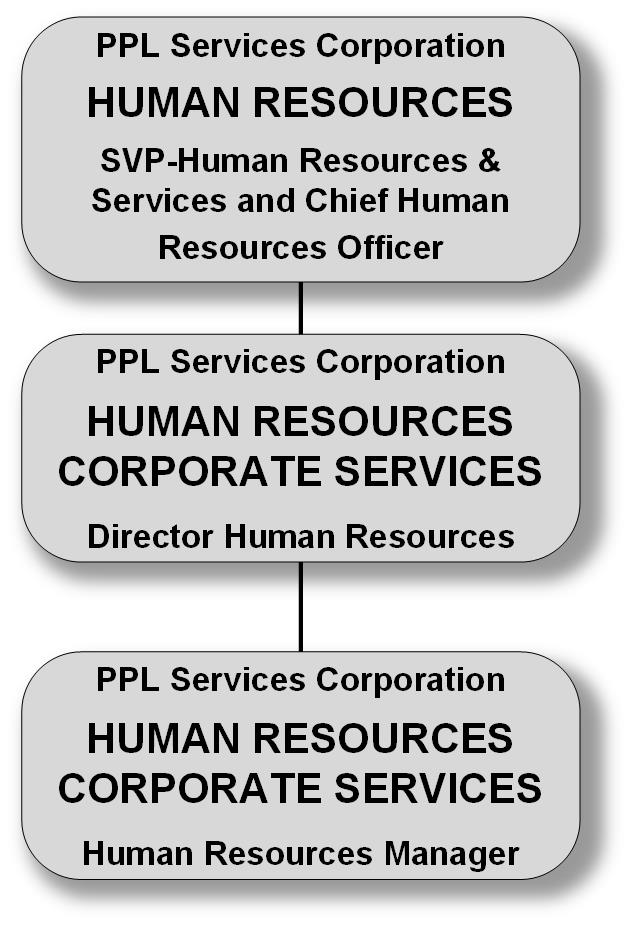 PPL Services Corporation
HUMAN RESOURCES
SVP-Human Resources &
Services and Chief Human
Resources Officer
PPL Services Corporation
HUMAN RESOURCES
CORPORATE SERVICES
Director Human Resources
PPL Services Corporation
HUMAN RESOURCES
CORPORATE SERVICES
Human Resources Manager